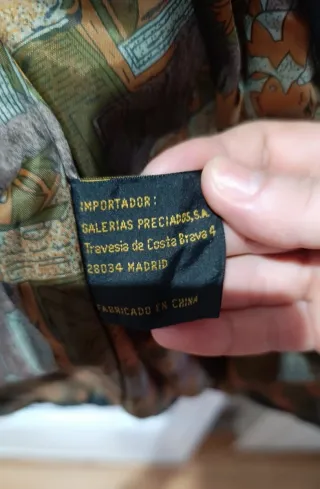 IMPORTADOR:
GALERIAS PRECIADOS,S.A.
Travesia de Costa Brava 4
28034 MADRID
FABRICADO EN CHINA